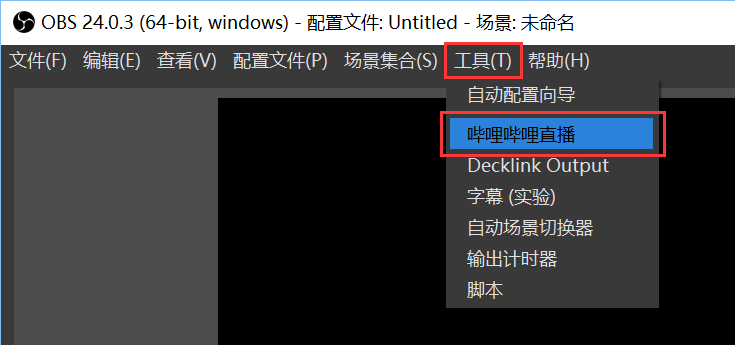 OBS 24.0.3 (64-bit, windows) - 配置文件: Untitled - 场景: 未命名
文件(F) 编辑(E) 查看(V) 配置文件(P) 场景集合(S) 工具(T) 帮助(H)
自动配置向导
哔哩哔哩直播
Decklink Output
字幕 (实验)
自动场景切换器
输出计时器
脚本